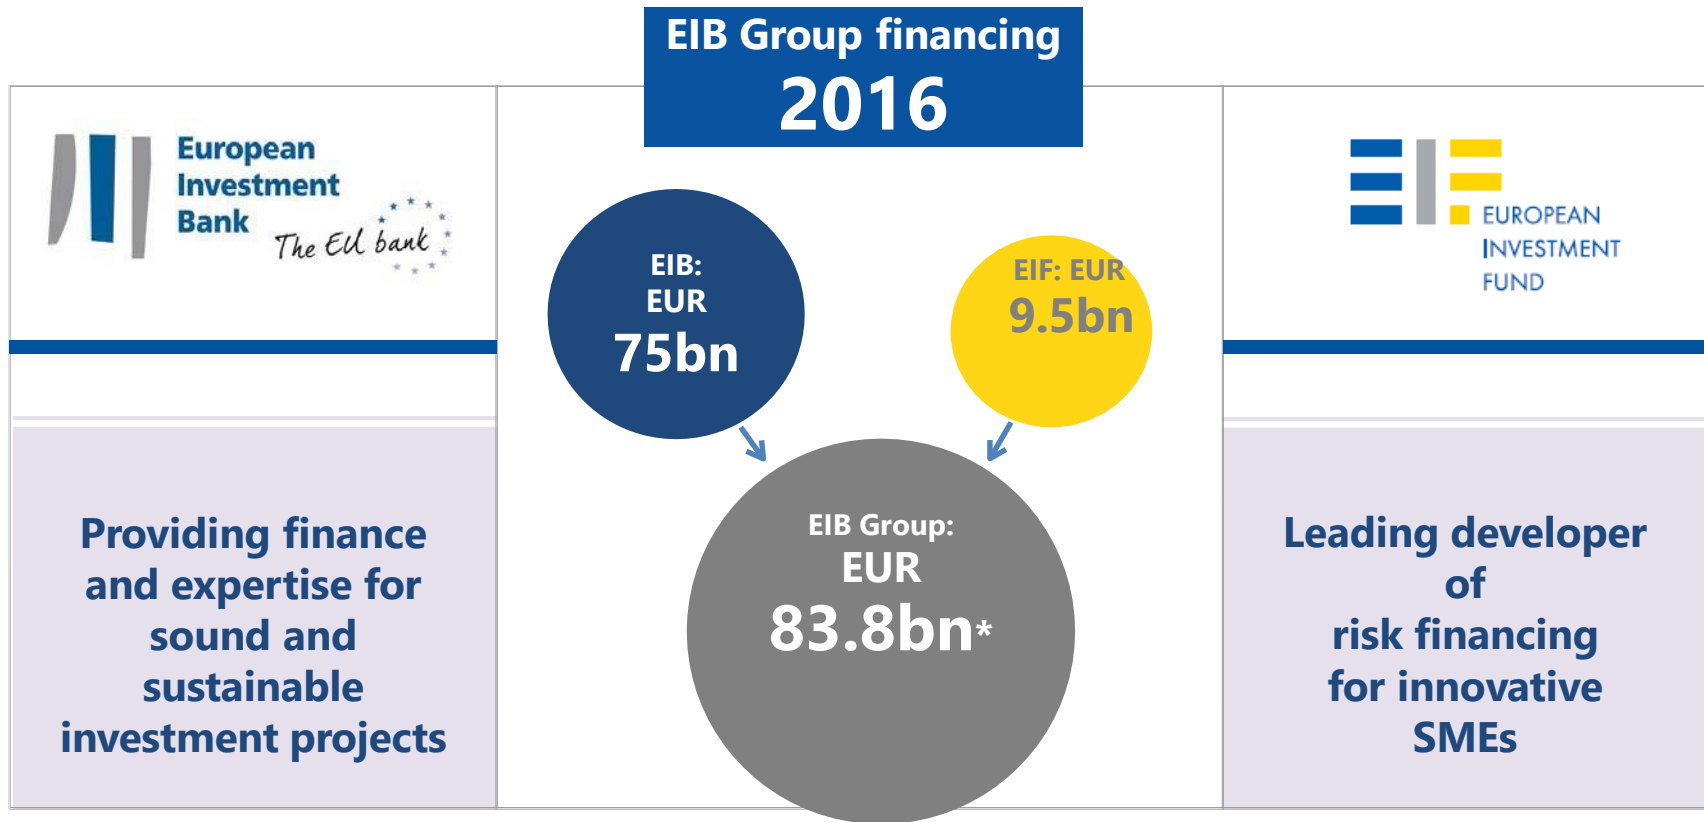 EIB Group financing
2016
European
Investment
Bank
The EU bank
EUROPEAN
INVESTMENT
FUND
EIB:
EUR
75bn
EIF: EUR
9.5bn
EIB Group:
EUR
83.8bn*
Providing finance
and expertise for
sound and
sustainable
investment projects
Leading developer
of
risk financing
for innovative
SMEs